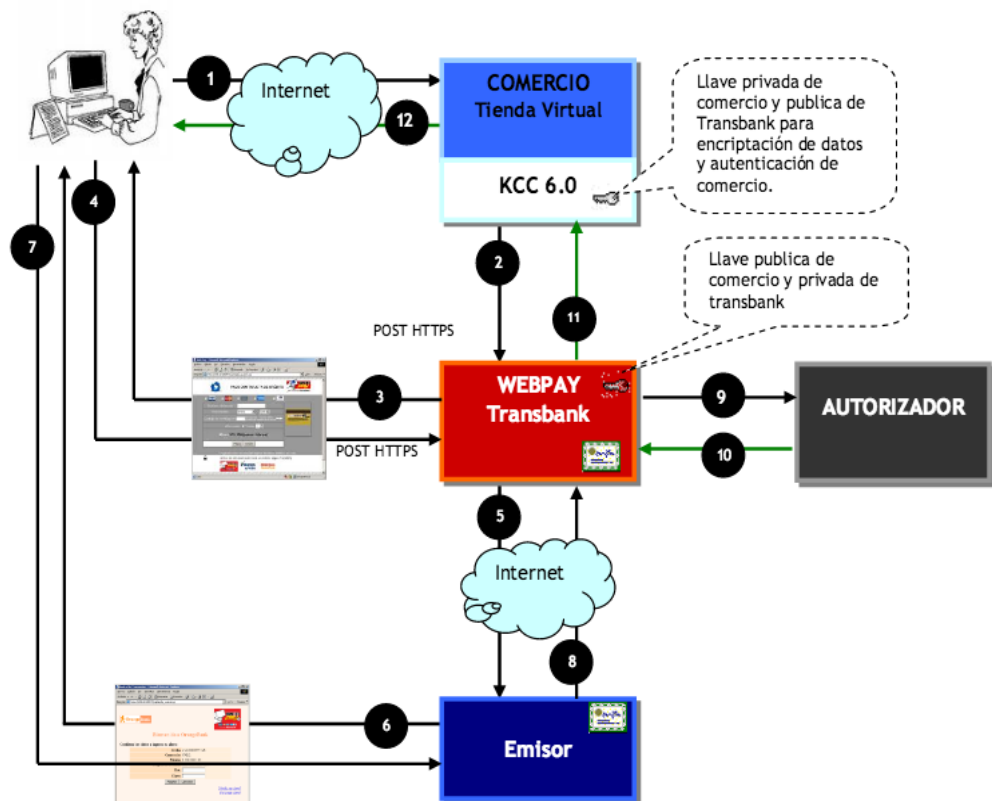 1
Internet
12
COMERCIO
Tienda Virtual
KCC 6.0
Llave privada de
comercio y publica de
Transbank para
encriptación de datos
y autenticación de
comercio.
4
7
2
11
Llave publica de
comercio y privada de
transbank
POST HTTPS
3
POST HTTPS
WEBPAY
Transbank
9
10
AUTORIZADOR
5
Internet
8
6
Emisor